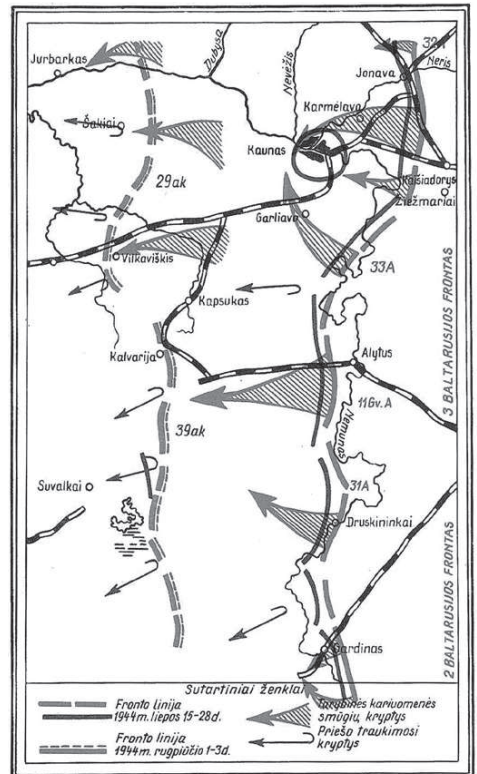 Jurbarkas
Dubysa
Nevėžis
32A
Neris
Jonava
Šakiai
Karmėlava
Kaunas
29ak
Kaišiadorys
Žiežmariai
Garliava
Vilkaviškis
33A
Kapsukas
Kalvarija
Alytus
3 BALTARUSIJOS FRONTAS
11Gv.A
39ak
Nemunas
31A
Suvalkai
Druskininkai
Gardinas
2 BALTARUSIJOS FRONTAS
Sutartiniai ženklai
Fronto linija
1944m. liepos 15-28d.
Tarybinės kariuomenės
smūgių kryptys
Fronto linija
1944m. rugpiūčio 1-3d.
Priešo traukimosi
kryptys